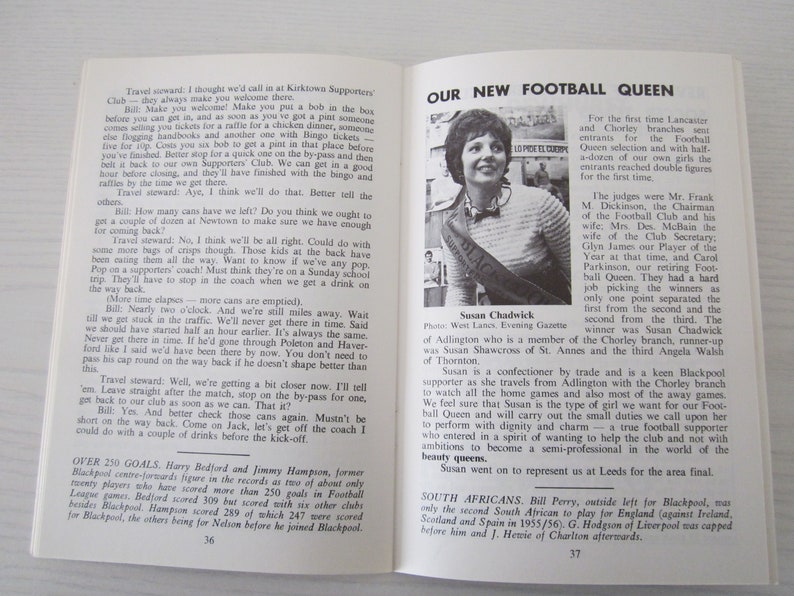 Travel steward: I thought we'd call in at Kirktown Supporters'
Club — they always make you welcome there.
Bill: Make you welcome! Make you put a bob in the box
before you can get in, and as soon as you've got a pint someone
comes selling you tickets for a raffle for a chicken dinner, someone
else flogging handbooks and another one with Bingo tickets —
five for 10p. Costs you six bob to get a pint in that place before
you've finished. Better stop for a quick one on the by-pass and then
belt it back to our own Supporters' Club. We can get in a good
hour before closing, and they'll have finished with the bingo and
raffles by the time we get there.
Travel steward: Aye, I think we'll do that. Better tell the
others.
Bill: How many cans have we left? Do you think we ought to
get a couple of dozen at Newtown to make sure we have enough
for coming back?
Travel steward: No, I think we'll be all right. Could do with
some more bags of crisps though. Those kids at the back have
been eating them all the way. Want to know if we've any pop.
Pop on a supporters' coach! Must think they're on a Sunday school
trip. They'll have to stop in the coach when we get a drink on
the way back.
(More time elapses — more cans are emptied).
Bill: Nearly two o'clock. And we're still miles away. Wait
till we get stuck in the traffic. We'll never get there in time. Said
we should have started half an hour earlier. It's always the same.
Never get there in time. If he'd gone through Poleton and Haver-
ford like I said we'd have been there by now. You don't need to
pass his cap round on the way back if he doesn't shape better than
this.
Travel steward: Well, we're getting a bit closer now. I'll tell
'em. Leave straight after the match, stop on the by-pass for one,
get back to our club as soon as we can. That it?
Bill: Yes. And better check those cans again. Mustn't be
short on the way back. Come on Jack, let's get off the coach I
could do with a couple of drinks before the kick-off.
OVER 250 GOALS. Harry Bedford and Jimmy Hampson, former
Blackpool centre-forwards figure in the records as two of about only
twenty players who have scored more than 250 goals in Football
League games. Bedford scored 309 but scored with six other clubs
besides Blackpool. Hampson scored 289 of which 247 were scored
for Blackpool, the others being for Nelson before he joined Blackpool.
36
OUR NEW FOOTBALL QUEEN
LO PIDE EL CUERPO
Susan Chadwick
Photo: West Lancs. Evening Gazette
For the first time Lancaster
and Chorley branches sent
entrants for the Football
Queen selection and with half-
a-dozen of our own girls the
entrants reached double figures
for the first time.
The judges were Mr. Frank
M. Dickinson, the Chairman
of the Football Club and his
wife; Mrs. Des. McBain the
wife of the Club Secretary;
Glyn James our Player of the
Year at that time, and Carol
Parkinson, our retiring Foot-
ball Queen. They had a hard
job picking the winners as
only one point separated the
first from the second and the
second from the third. The
winner was Susan Chadwick
of Adlington who is a member of the Chorley branch, runner-up
was Susan Shawcross of St. Annes and the third Angela Walsh
of Thornton.
Susan is a confectioner by trade and is a keen Blackpool
supporter as she travels from Adlington with the Chorley branch
to watch all the home games and also most of the away games.
We feel sure that Susan is the type of girl we want for our Foot-
ball Queen and will carry out the small duties we call upon her
to perform with dignity and charm — a true football supporter
who entered in a spirit of wanting to help the club and not with
ambitions to become a semi-professional in the world of the
beauty queens.
Susan went on to represent us at Leeds for the area final.
SOUTH AFRICANS. Bill Perry, outside left for Blackpool, was
only the second South African to play for England (against Ireland,
Scotland and Spain in 1955/56). G. Hodgson of Liverpool was capped
before him and J. Hewie of Charlton afterwards.
37